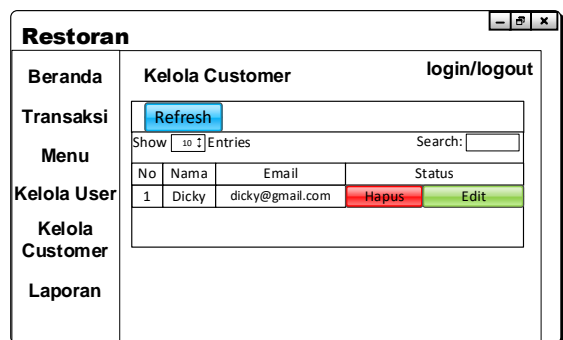 Restoran
login/logout
Beranda
Transaksi
Menu
Kelola User
Kelola
Customer
Laporan
Kelola Customer
Refresh
Show 10 Entries Search:
No Nama Email Status
1 Dicky dicky@gmail.com Hapus Edit